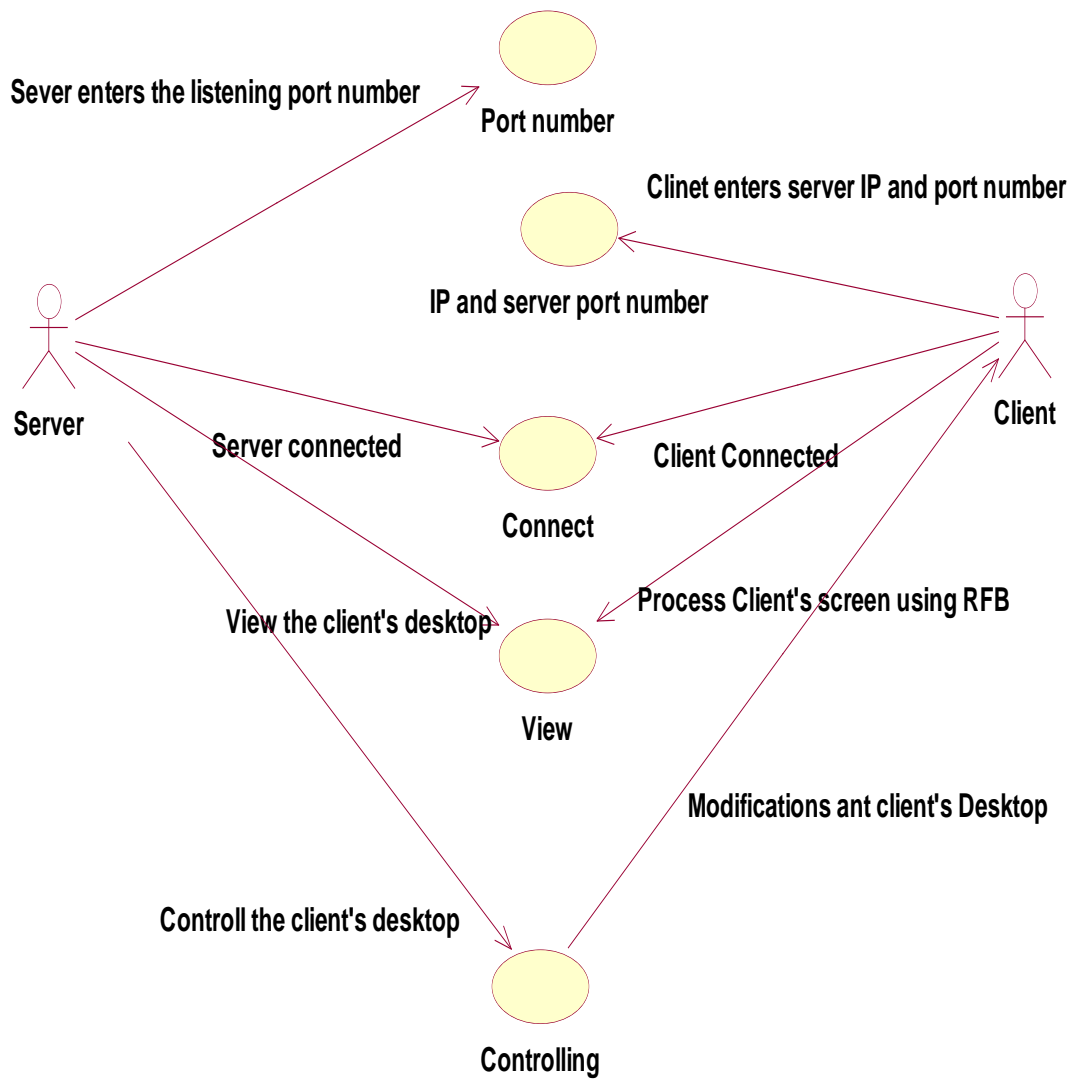 Sever enters the listening port number
Port number
Clinet enters server IP and port number
IP and server port number
Server
Client
Server connected
Client Connected
Connect
View the client's desktop
Process Client's screen using RFB
View
Modifications ant client's Desktop
Controll the client's desktop
Controlling